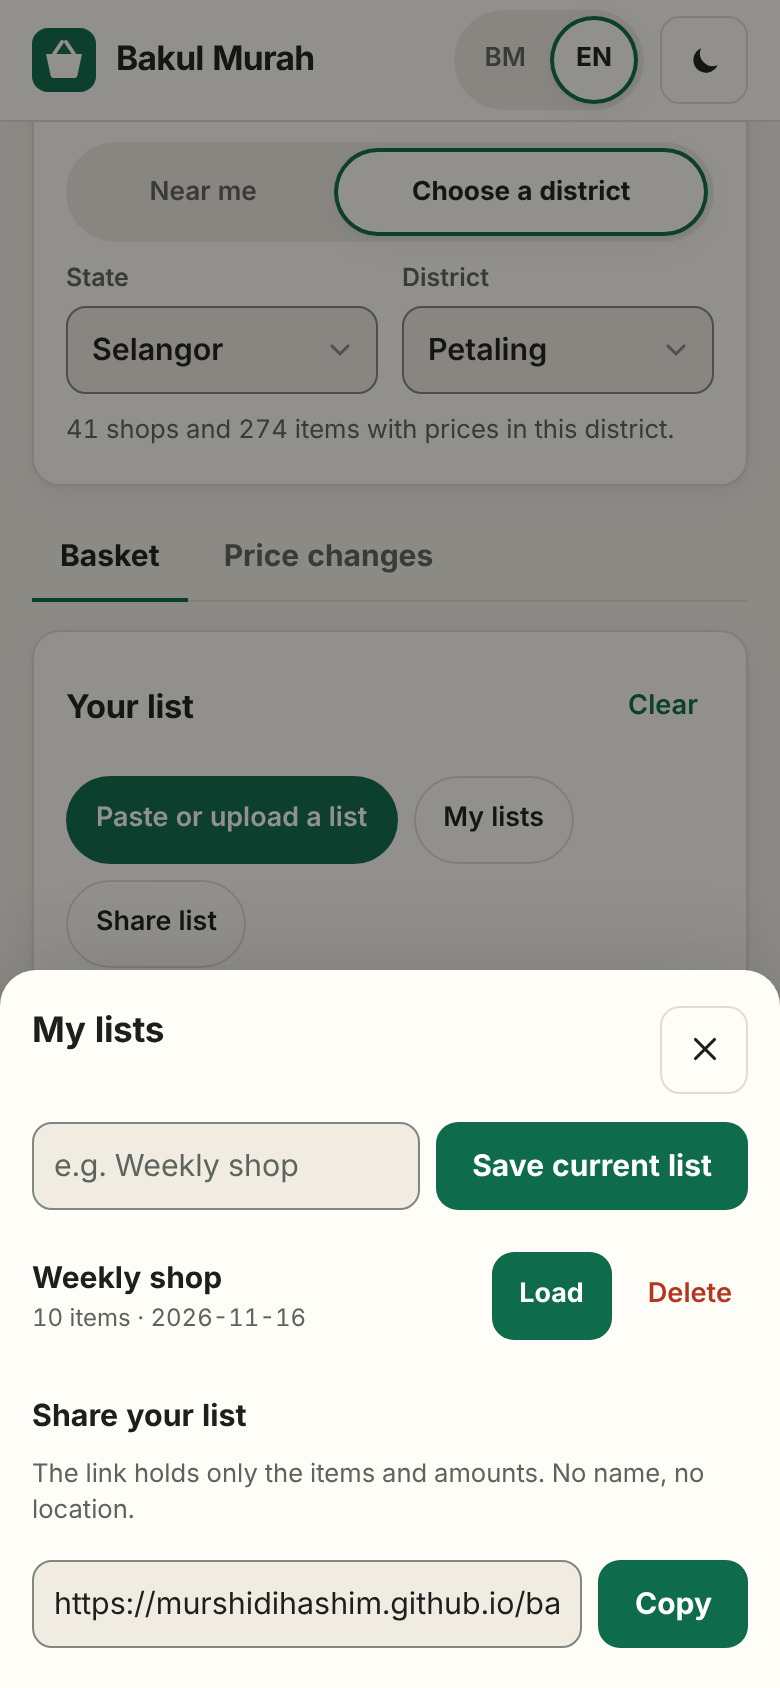 Bakul Murah
BM
EN
Near me
Choose a district
State
District
Selangor
Petaling
41 shops and 274 items with prices in this district.
Basket
Price changes
Your list
Clear
Paste or upload a list
My lists
Share list
My lists
e.g. Weekly shop
Save current list
Weekly shop
10 items · 2026-11-16
Load
Delete
Share your list
The link holds only the items and amounts. No name, no
location.
https://murshidihashim.github.io/ba
Copy